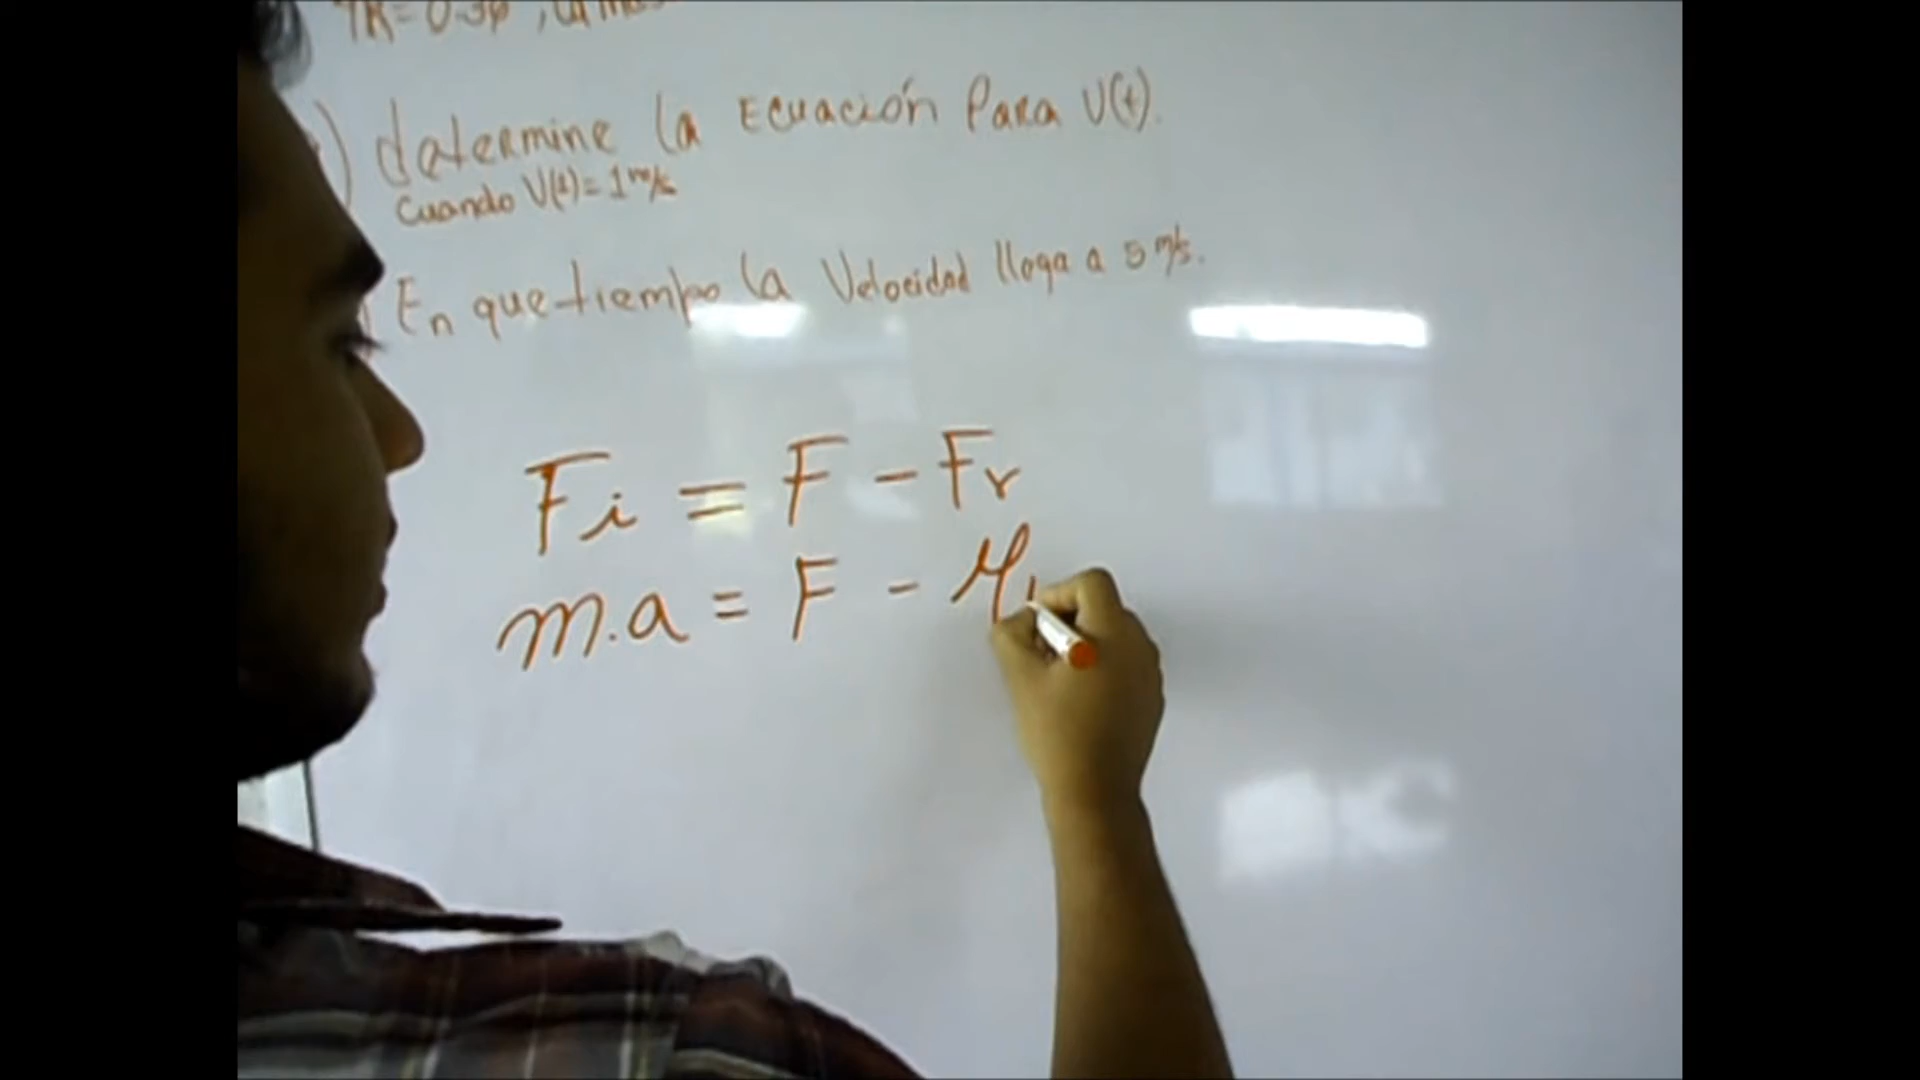 determine la Ecuación Para V(t).
Cuando V(t)=1 m/s
En que tiempo la Velocidad llega a 5 m/s.
Fi = F - Fr
m.a = F - μ